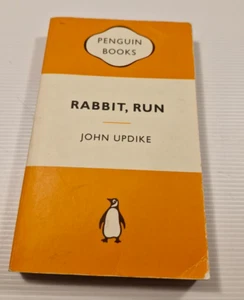 PENGUIN
BOOKS
RABBIT, RUN
JOHN UPDIKE